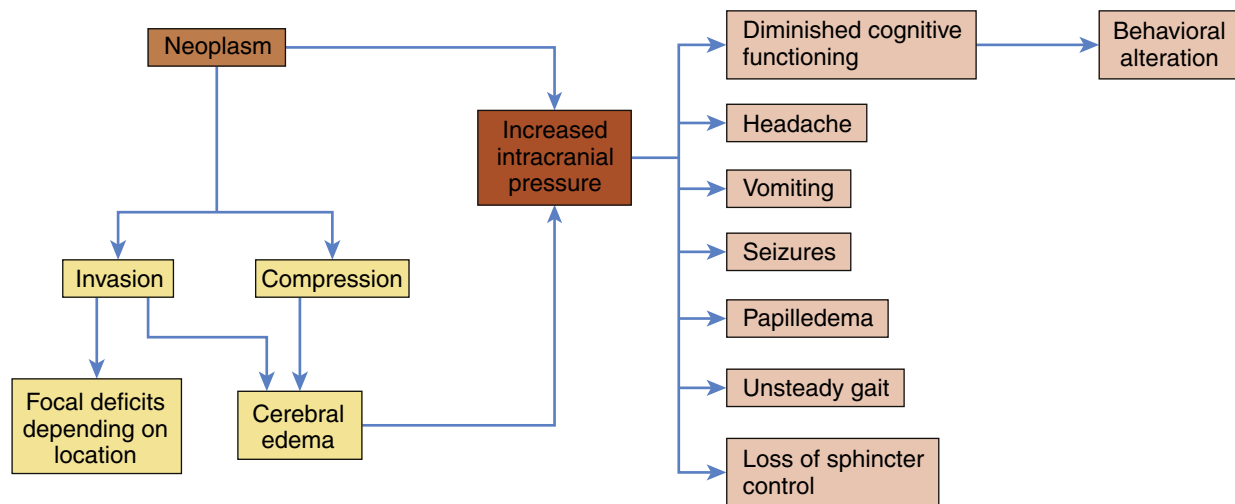 Neoplasm
Increased
intracranial
pressure
Invasion
Compression
Focal deficits
depending on
location
Cerebral
edema
Diminished cognitive
functioning
Behavioral
alteration
Headache
Vomiting
Seizures
Papilledema
Unsteady gait
Loss of sphincter
control